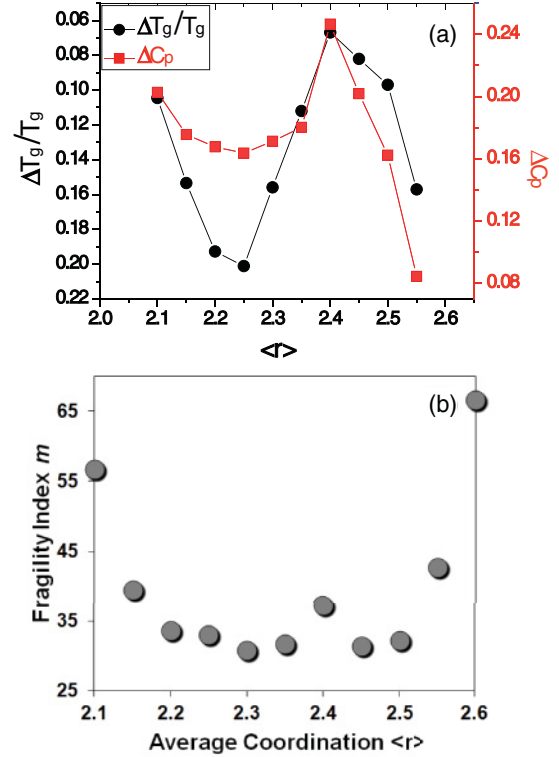 0.06
0.08
0.10
0.12
0.14
0.16
0.18
0.20
0.22
ΔTg/Tg
ΔTg/Tg
ΔCp
(a)
0.24
0.20
0.16
0.12
0.08
ΔCp
2.0 2.1 2.2 2.3 2.4 2.5 2.6
<r>
(b)
65
55
45
35
25
Fragility Index m
2.1 2.2 2.3 2.4 2.5 2.6
Average Coordination <r>